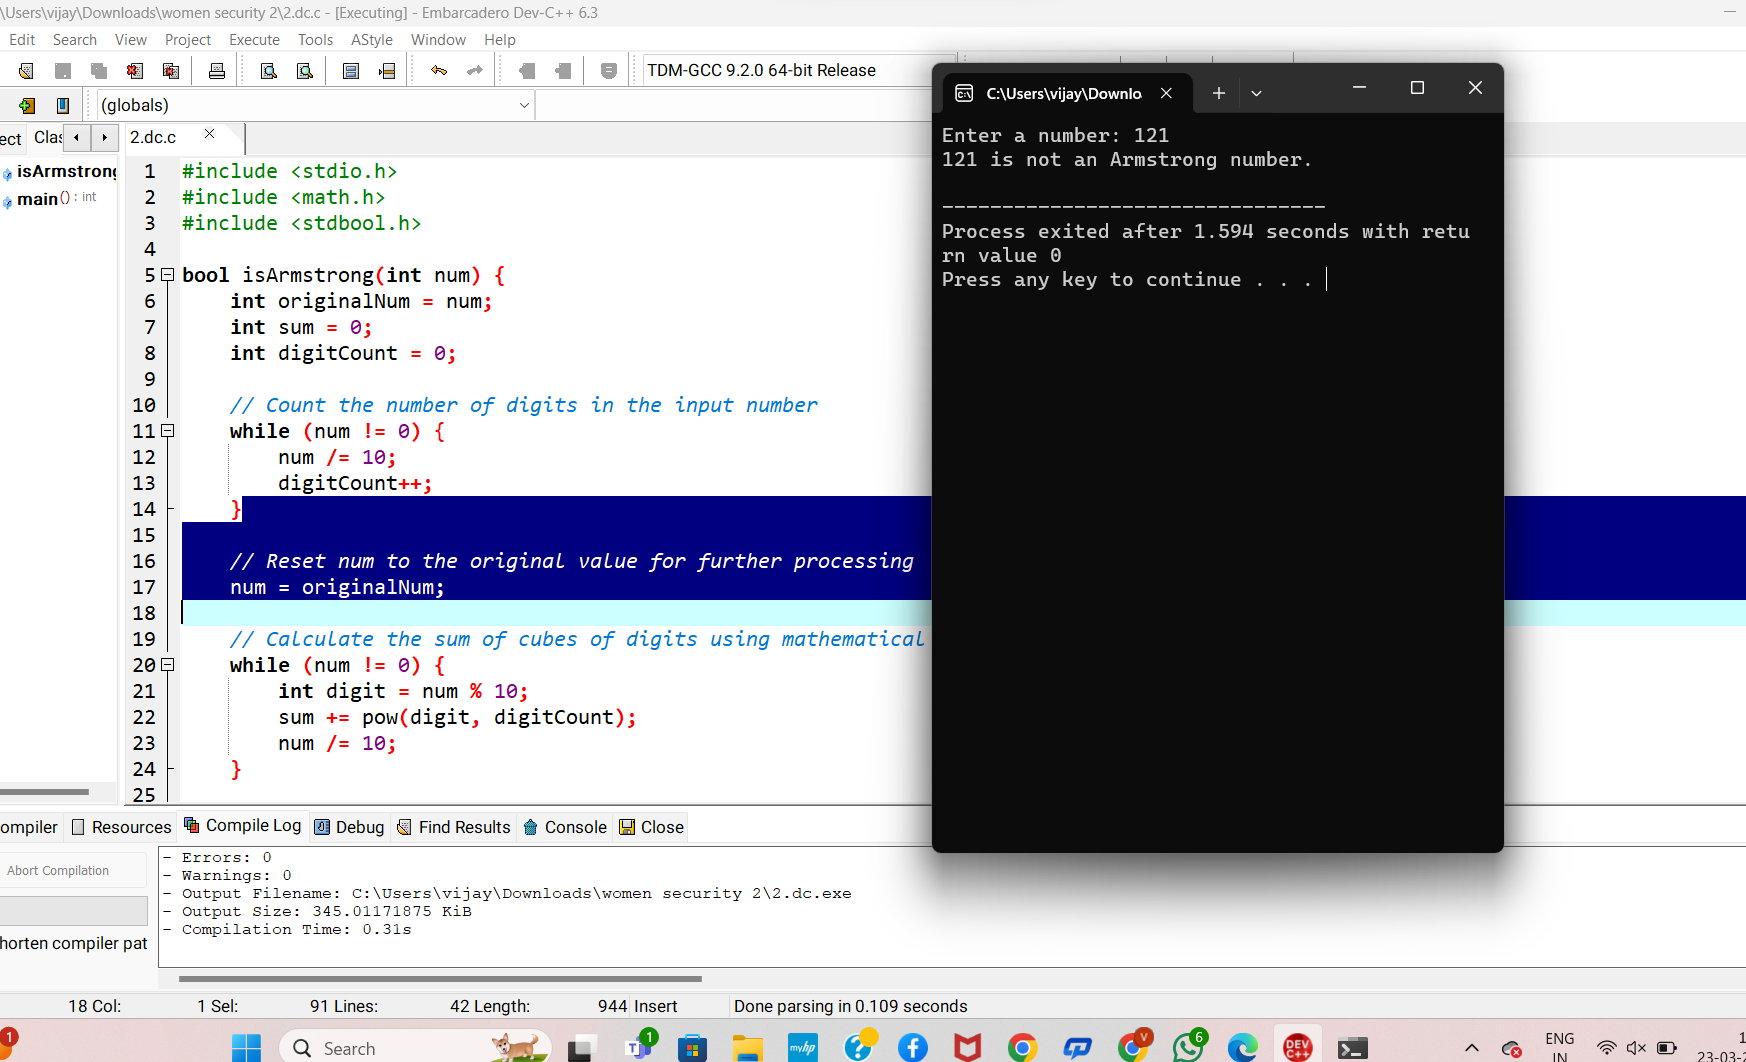 \Users\vijay\Downloads\women security 2\2.dc.c - [Executing] - Embarcadero Dev-C++ 6.3
Edit Search View Project Execute Tools AStyle Window Help
TDM-GCC 9.2.0 64-bit Release
(globals)
ect Clas 2.dc.c
isArmstrong
main() : int
1 #include <stdio.h>
2 #include <math.h>
3 #include <stdbool.h>
4
5 bool isArmstrong(int num) {
6 int originalNum = num;
7 int sum = 0;
8 int digitCount = 0;
9
10 // Count the number of digits in the input number
11 while (num != 0) {
12 num /= 10;
13 digitCount++;
14 }
15
16 // Reset num to the original value for further processing
17 num = originalNum;
18
19 // Calculate the sum of cubes of digits using mathematical
20 while (num != 0) {
21 int digit = num % 10;
22 sum += pow(digit, digitCount);
23 num /= 10;
24 }
25
C:\Users\vijay\Downlo
Enter a number: 121
121 is not an Armstrong number.
--------------------------------
Process exited after 1.594 seconds with retu
rn value 0
Press any key to continue . . .
ompiler Resources Compile Log Debug Find Results Console Close
Abort Compilation
horten compiler pat
- Errors: 0
- Warnings: 0
- Output Filename: C:\Users\vijay\Downloads\women security 2\2.dc.exe
- Output Size: 345.01171875 KiB
- Compilation Time: 0.31s
18 Col: 1 Sel: 91 Lines: 42 Length: 944 Insert Done parsing in 0.109 seconds
1
Search
1
myhp
V
6
DEV
C++
ENG
IN
1
23-03-2